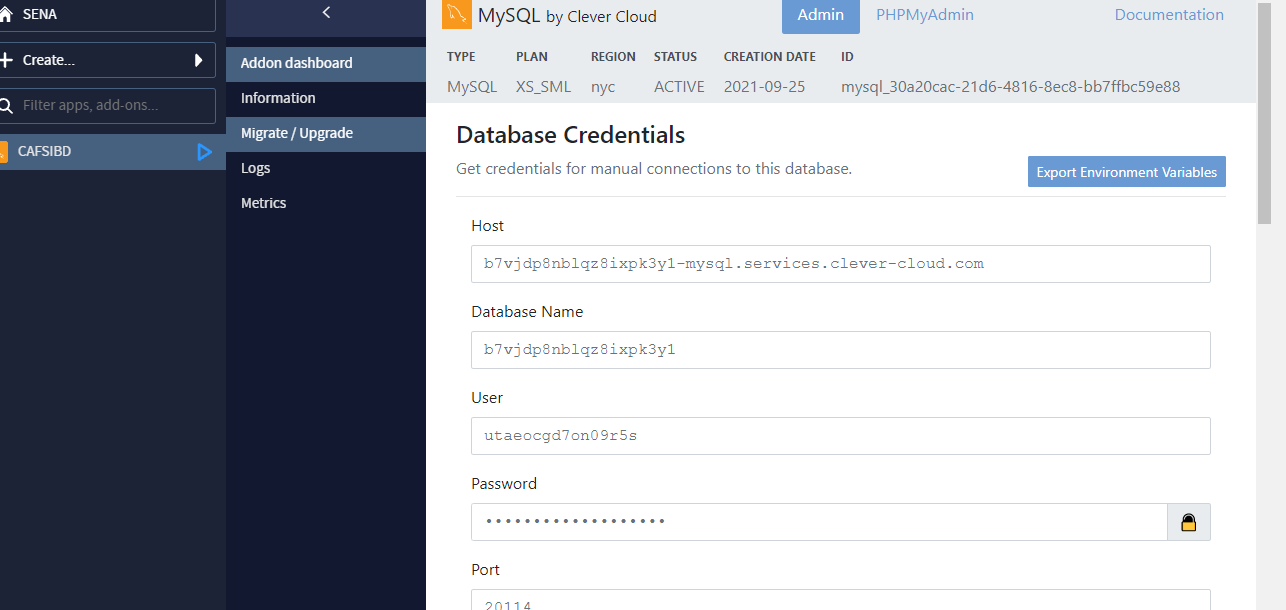 SENA
Create...
Filter apps, add-ons...
CAFSIBD
Addon dashboard
Information
Migrate / Upgrade
Logs
Metrics
MySQL by Clever Cloud
Admin
PHPMyAdmin
Documentation
TYPE PLAN REGION STATUS CREATION DATE ID
MySQL XS_SML nyc ACTIVE 2021-09-25 mysql_30a20cac-21d6-4816-8ec8-bb7ffbc59e88
Database Credentials
Get credentials for manual connections to this database.
Export Environment Variables
Host
b7vjdp8nblqz8ixpk3y1-mysql.services.clever-cloud.com
Database Name
b7vjdp8nblqz8ixpk3y1
User
utaeocgd7on09r5s
Password
•••••••••••••••••••
Port
20114